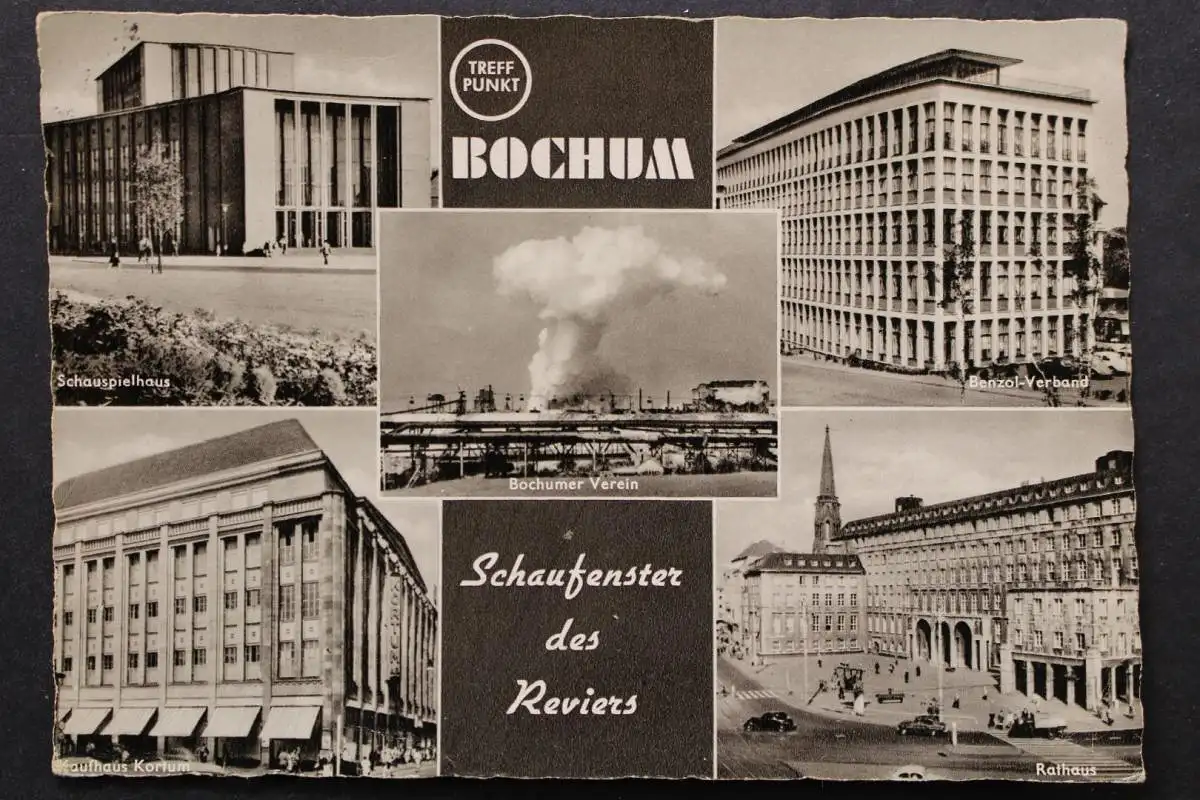 TREFF
PUNKT
BOCHUM
Schauspielhaus
Benzol-Verband
Bochumer Verein
Schaufenster
des
Reviers
Kaufhaus Kortum
Rathaus